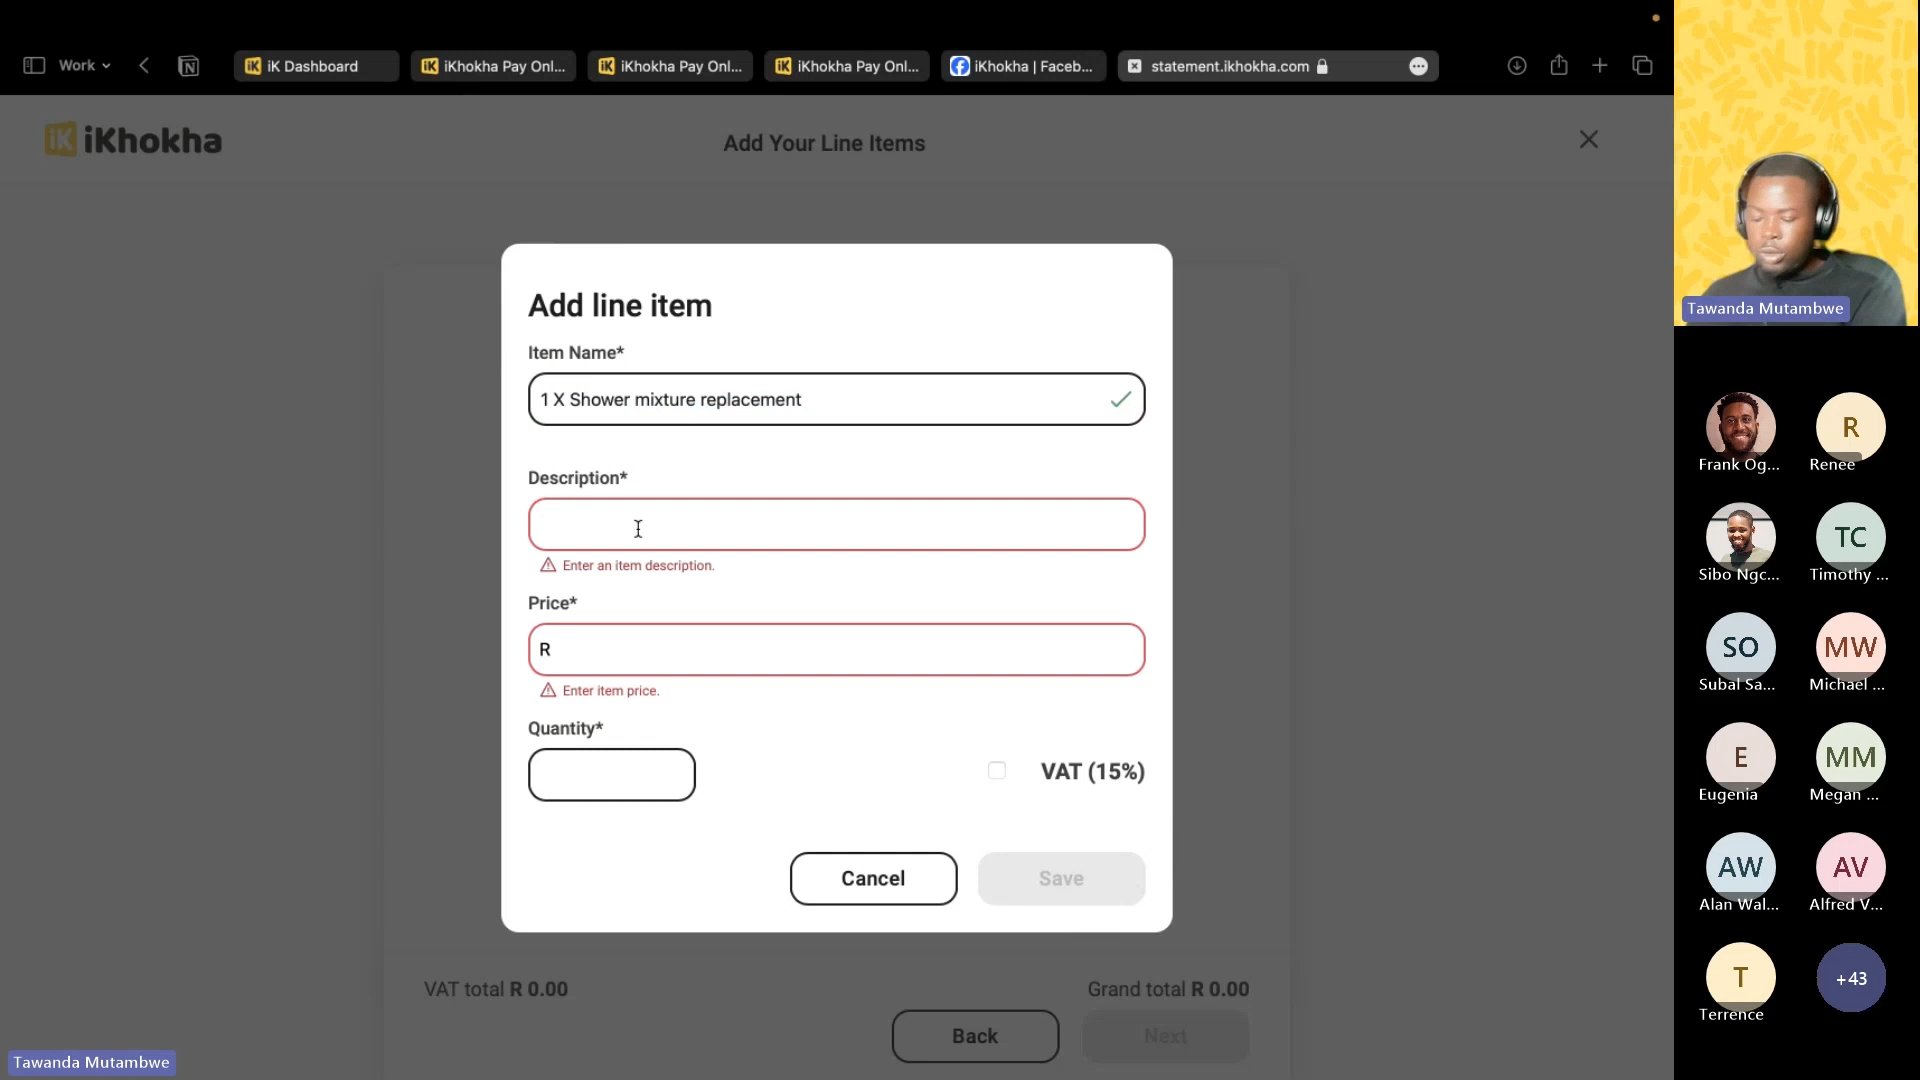 Work
iK Dashboard
iKhokha Pay Onl...
iKhokha Pay Onl...
iKhokha Pay Onl...
iKhokha | Faceb...
statement.ikhokha.com
iK iKhokha
Add Your Line Items
Add line item
Item Name*
1 X Shower mixture replacement
Description*
Enter an item description.
Price*
R
Enter item price.
Quantity*
VAT (15%)
Cancel
Save
VAT total R 0.00
Grand total R 0.00
Back
Next
Tawanda Mutambwe
Tawanda Mutambwe
Frank Og...
R
Renee
Sibo Ngc...
TC
Timothy ...
SO
Subal Sa...
MW
Michael ...
E
Eugenia
MM
Megan ...
AW
Alan Wal...
AV
Alfred V...
T
Terrence
+43